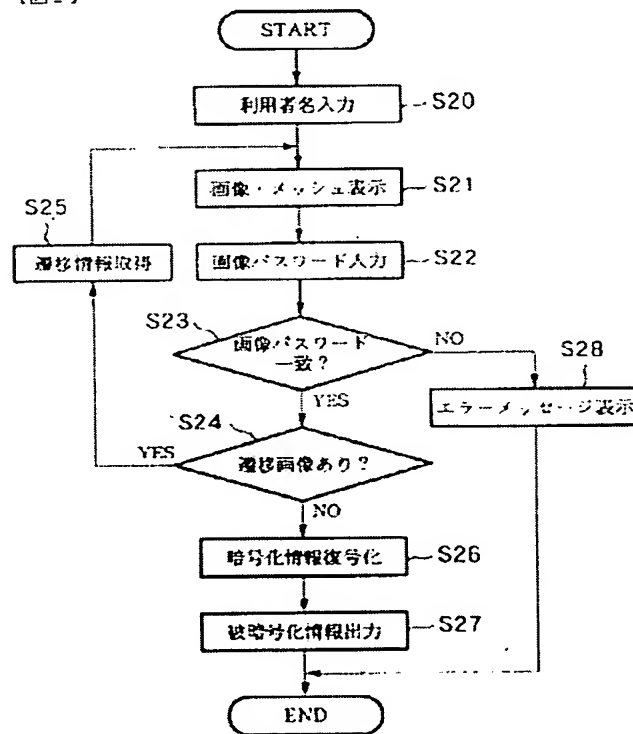 START
利用者名入力
S20
画像・メッシュ表示
S21
S25
遷移情報取得
画像パスワード入力
S22
S23
画像パスワード
一致?
NO
S28
エラーメッセージ表示
YES
S24
YES
遷移画像あり?
NO
暗号化情報復号化
S26
被暗号化情報出力
S27
END